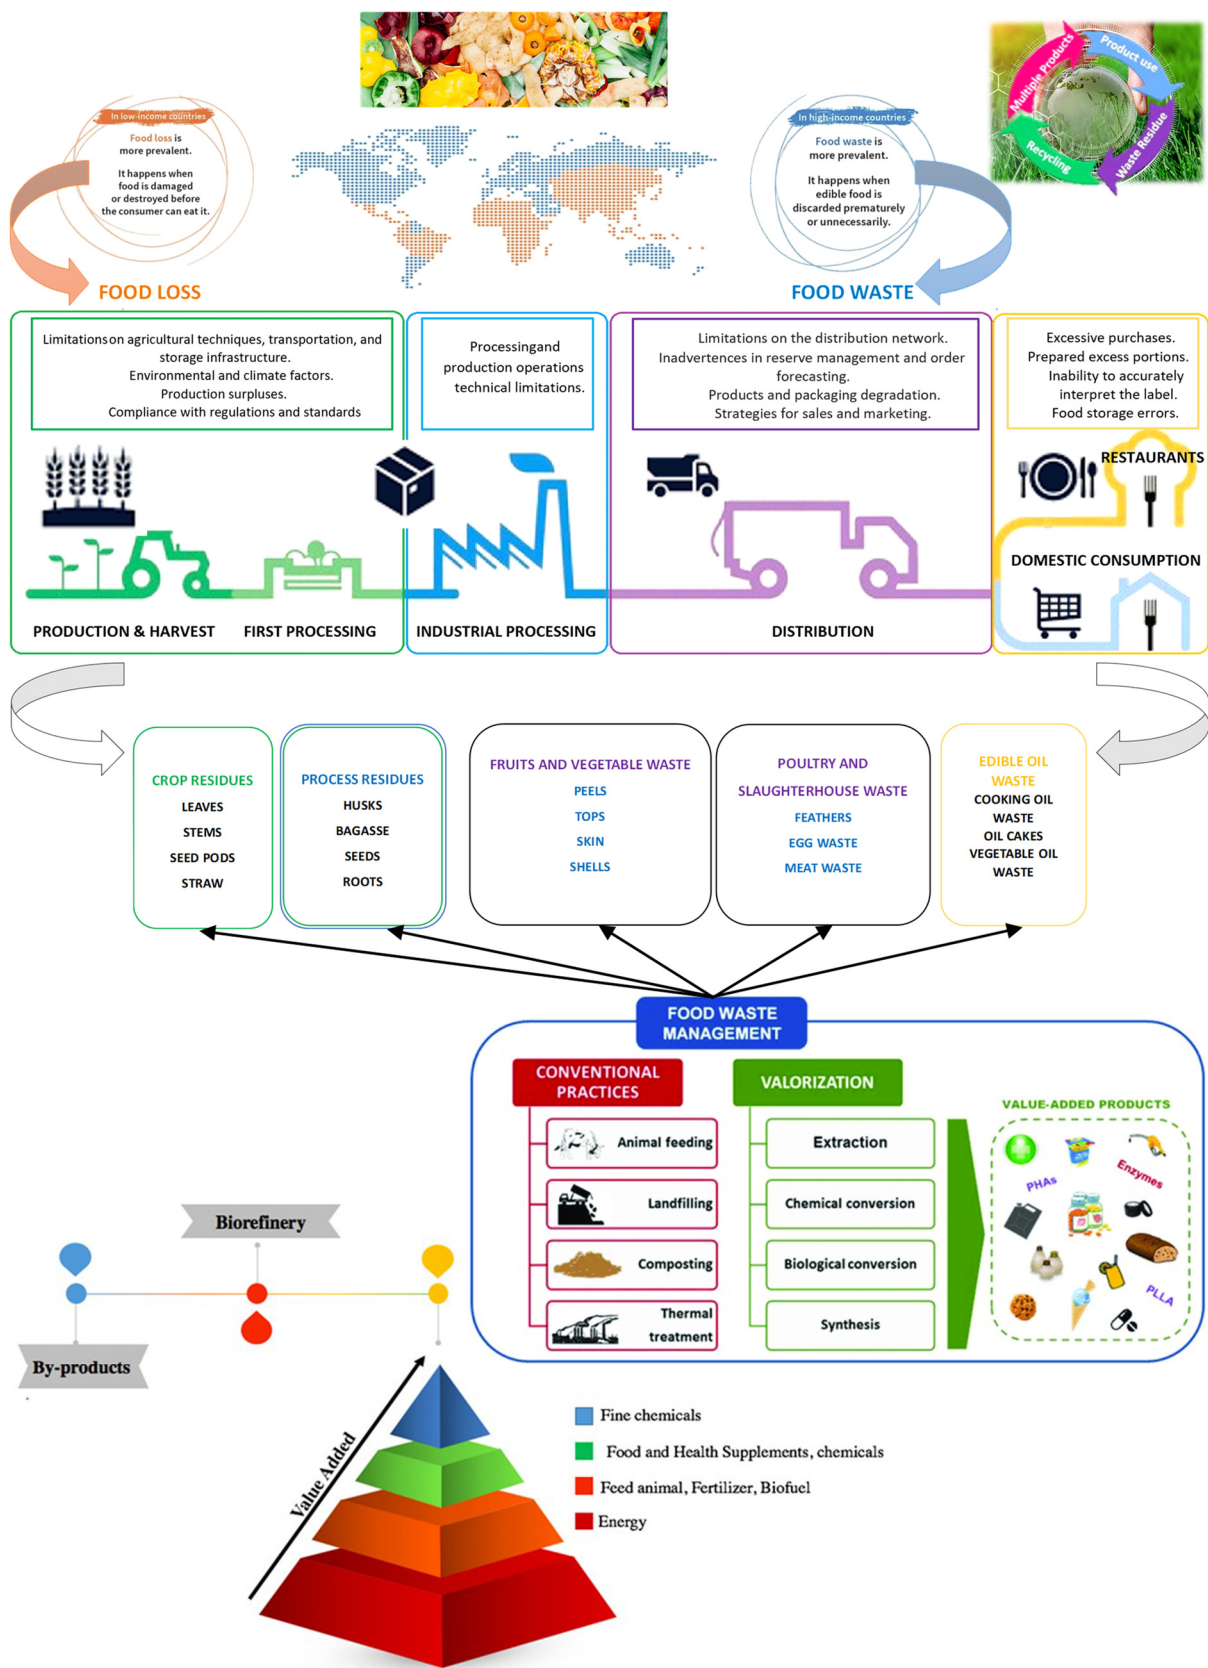 Multiple Products
Product use
Waste Residue
Recycling
In low-income countries
Food loss is
more prevalent.
It happens when
food is damaged
or destroyed before
the consumer can eat it.
In high-income countries
Food waste is
more prevalent.
It happens when
edible food is
discarded prematurely
or unnecessarily.
FOOD LOSS
FOOD WASTE
Limitations on agricultural techniques, transportation, and
storage infrastructure.
Environmental and climate factors.
Production surpluses.
Compliance with regulations and standards
Processingand
production operations
technical limitations.
Limitations on the distribution network.
Inadvertences in reserve management and order
forecasting.
Products and packaging degradation.
Strategies for sales and marketing.
Excessive purchases.
Prepared excess portions.
Inability to accurately
interpret the label.
Food storage errors.
RESTAURANTS
DOMESTIC CONSUMPTION
PRODUCTION & HARVEST
FIRST PROCESSING
INDUSTRIAL PROCESSING
DISTRIBUTION
CROP RESIDUES
LEAVES
STEMS
SEED PODS
STRAW
PROCESS RESIDUES
HUSKS
BAGASSE
SEEDS
ROOTS
FRUITS AND VEGETABLE WASTE
PEELS
TOPS
SKIN
SHELLS
POULTRY AND
SLAUGHTERHOUSE WASTE
FEATHERS
EGG WASTE
MEAT WASTE
EDIBLE OIL
WASTE
COOKING OIL
WASTE
OIL CAKES
VEGETABLE OIL
WASTE
FOOD WASTE
MANAGEMENT
CONVENTIONAL
PRACTICES
Animal feeding
Landfilling
Composting
Thermal
treatment
VALORIZATION
Extraction
Chemical conversion
Biological conversion
Synthesis
VALUE-ADDED PRODUCTS
PHAs
Enzymes
PLLA
Biorefinery
By-products
Value Added
Fine chemicals
Food and Health Supplements, chemicals
Feed animal, Fertilizer, Biofuel
Energy